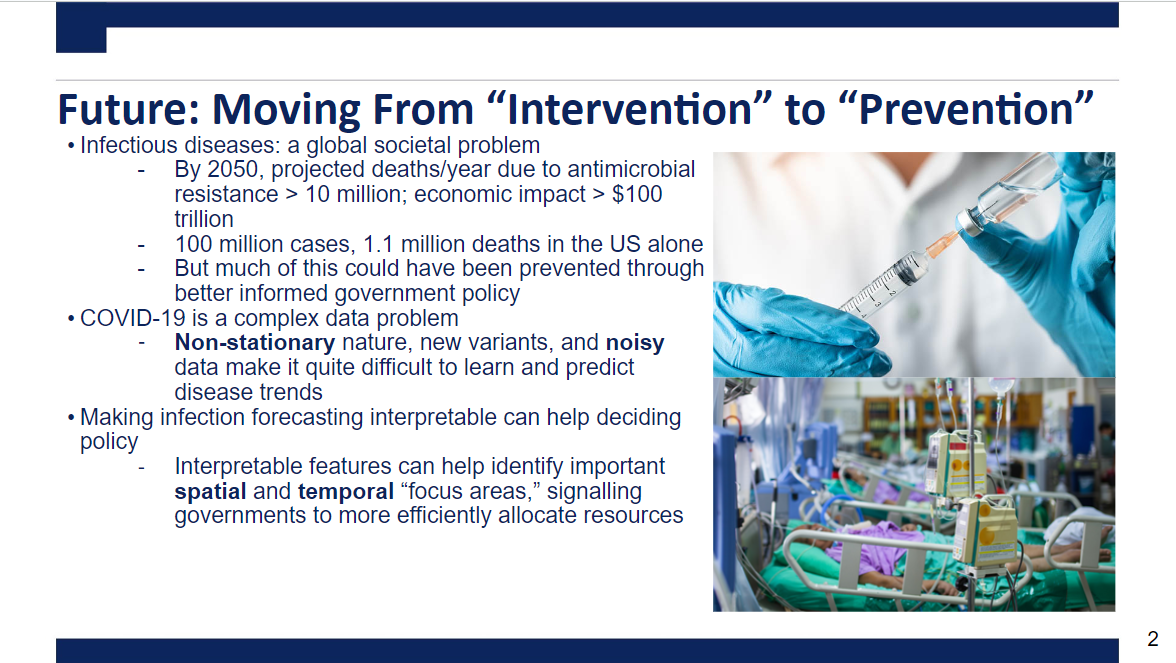 Future: Moving From “Intervention” to “Prevention”
• Infectious diseases: a global societal problem
- By 2050, projected deaths/year due to antimicrobial
resistance > 10 million; economic impact > $100
trillion
- 100 million cases, 1.1 million deaths in the US alone
- But much of this could have been prevented through
better informed government policy
• COVID-19 is a complex data problem
- Non-stationary nature, new variants, and noisy
data make it quite difficult to learn and predict
disease trends
• Making infection forecasting interpretable can help deciding
policy
- Interpretable features can help identify important
spatial and temporal “focus areas,” signalling
governments to more efficiently allocate resources
2